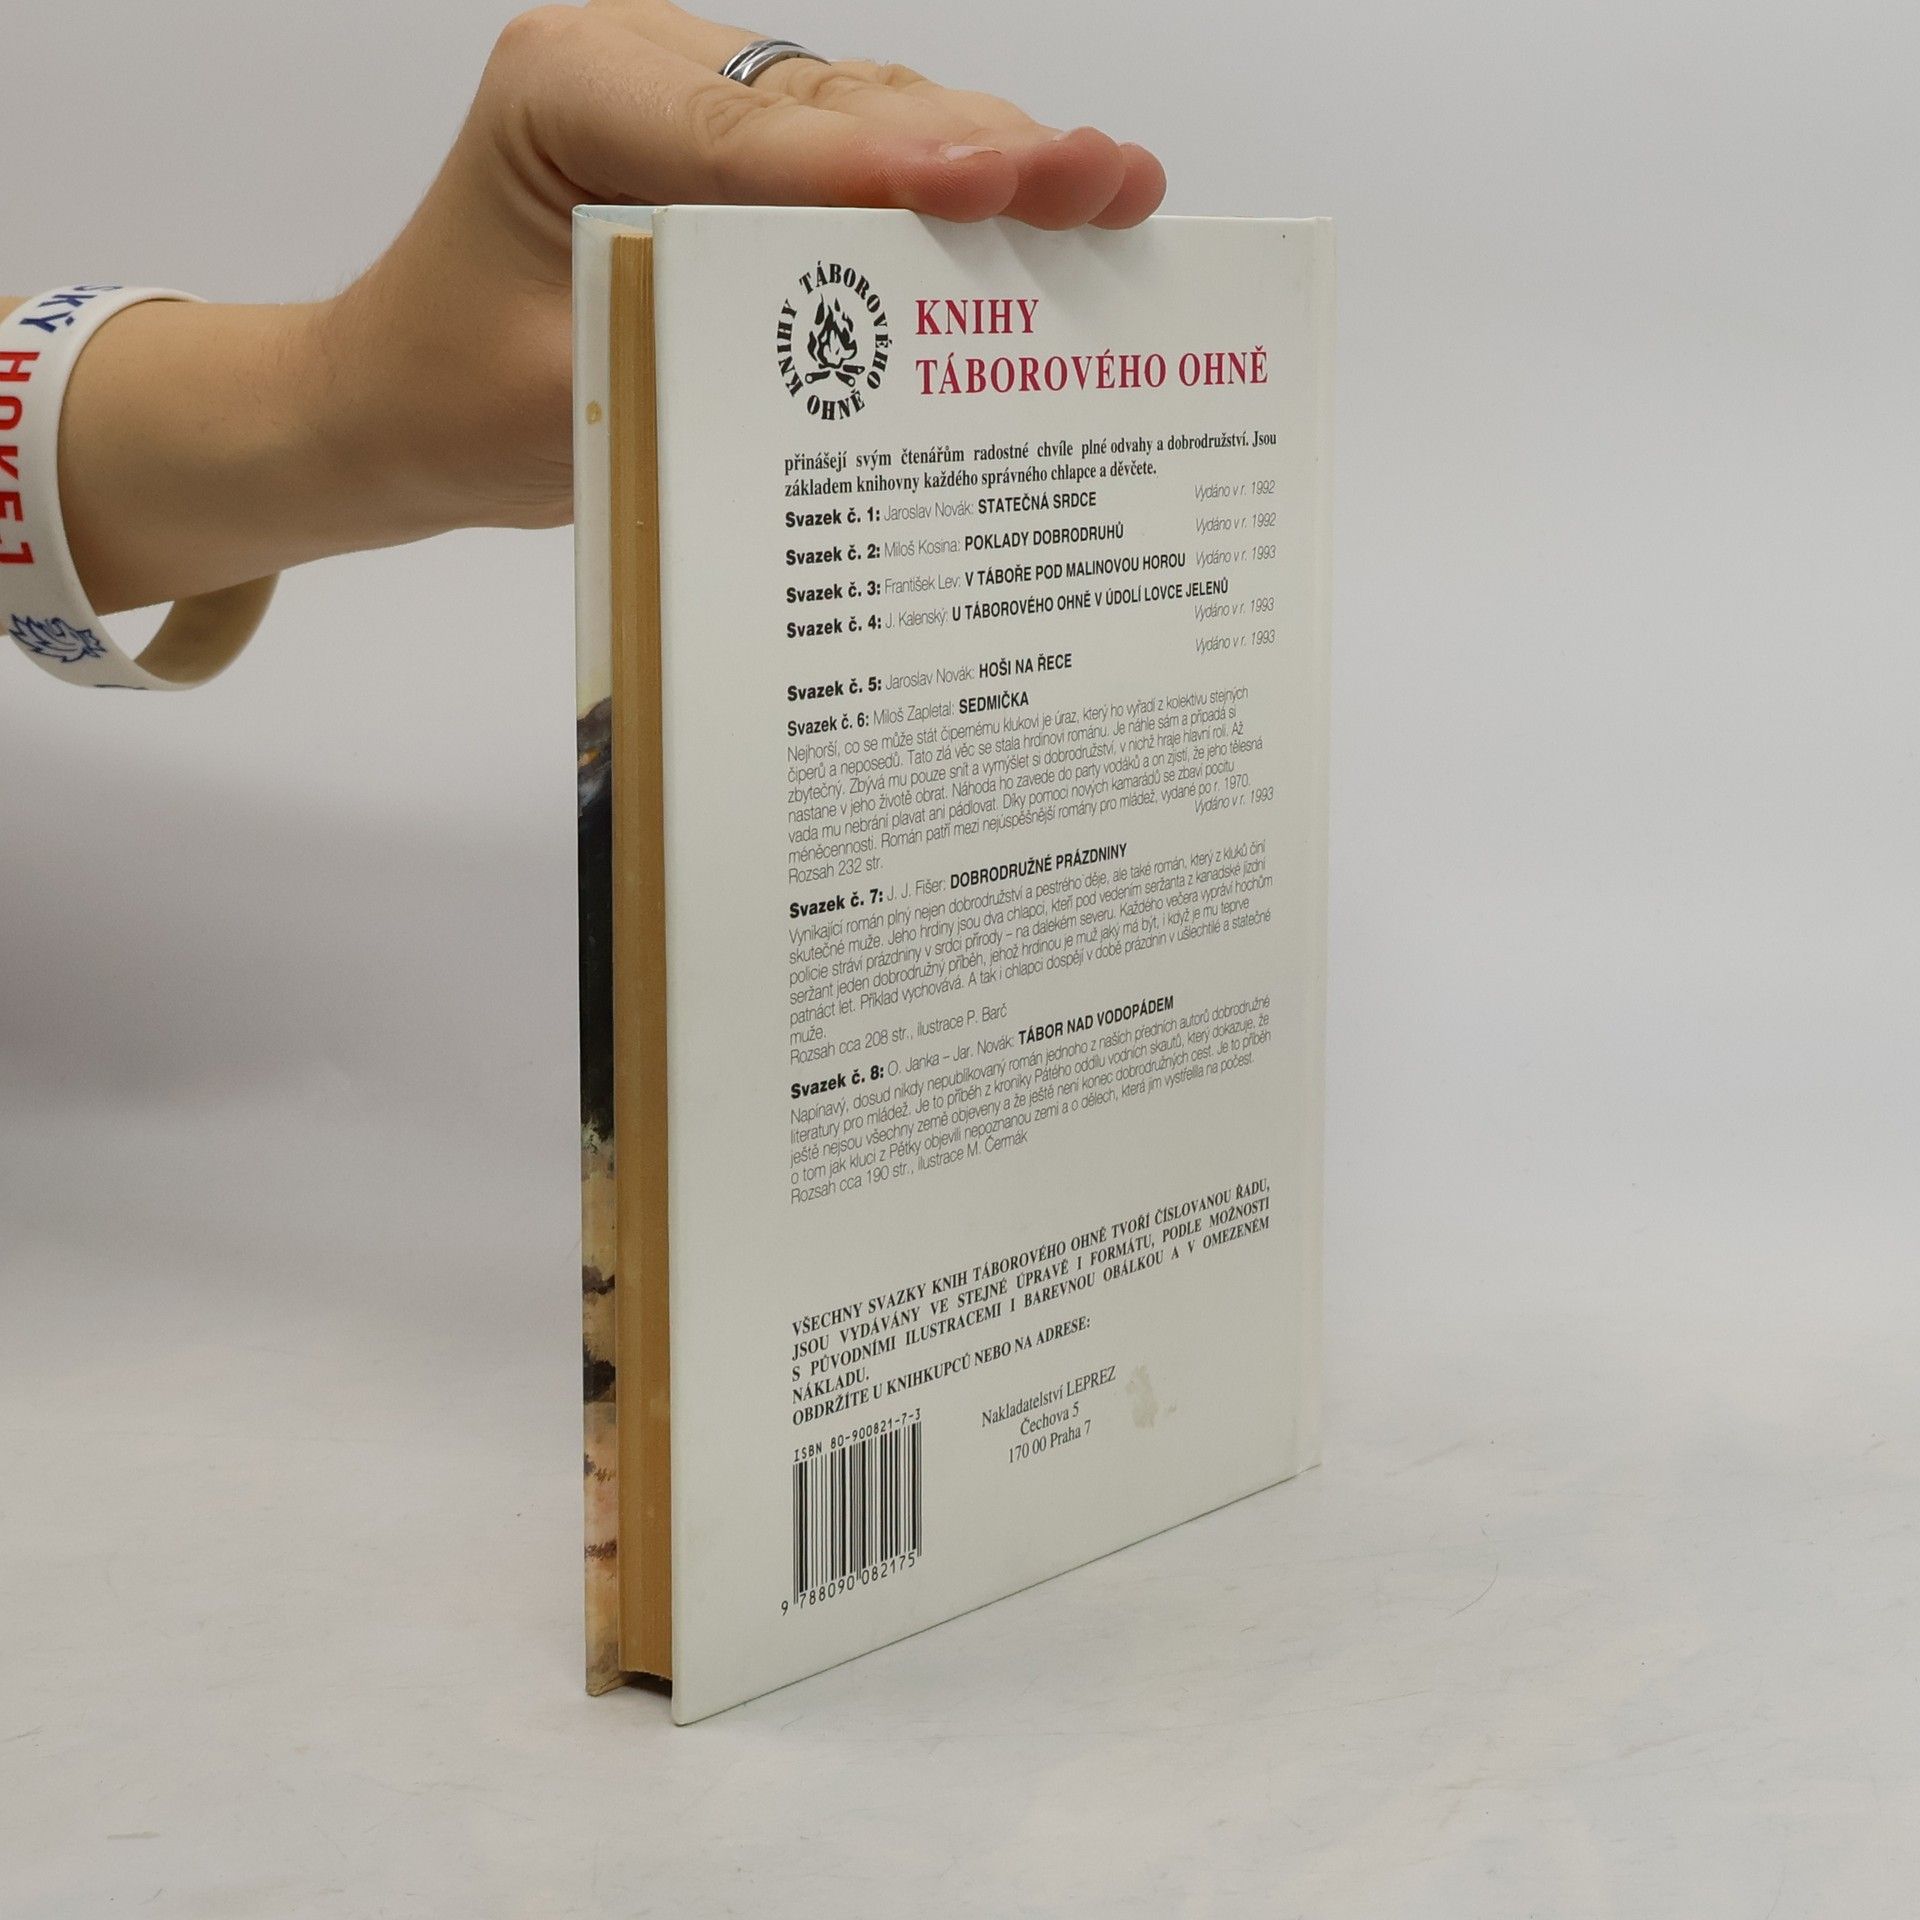 SKÝ HOKEJ
KNIHY TÁBOROVÉHO OHNĚ
KNIHY
TÁBOROVÉHO OHNĚ
přinášejí svým čtenářům radostné chvíle plné odvahy a dobrodružství. Jsou
základem knihovny každého správného chlapce a děvčete.
Svazek č. 1: Jaroslav Novák: STATEČNÁ SRDCE Vydáno v r. 1992
Svazek č. 2: Miloš Kosina: POKLADY DOBRODRUHŮ Vydáno v r. 1992
Svazek č. 3: František Lev: V TÁBOŘE POD MALINOVOU HOROU Vydáno v r. 1993
Svazek č. 4: J. Kalenský: U TÁBOROVÉHO OHNĚ V ÚDOLÍ LOVCE JELENŮ
Vydáno v r. 1993
Svazek č. 5: Jaroslav Novák: HOŠI NA ŘECE Vydáno v r. 1993
Svazek č. 6: Miloš Zapletal: SEDMIČKA
Nejhorší, co se může stát čipernému klukovi je úraz, který ho vyřadí z kolektivu stejných
čiperů a neposedů. Tato zlá věc se stala hrdinovi románu. Je náhle sám a připadá si
zbytečný. Zbývá mu pouze snít a vymýšlet si dobrodružství, v nichž hraje hlavní roli. Až
nastane v jeho životě obrat. Náhoda ho zavede do party vodáků a on zjistí, že jeho tělesná
vada mu nebrání plavat ani pádlovat. Díky pomoci nových kamarádů se zbaví pocitu
méněcennosti. Román patří mezi nejúspěšnější romány pro mládež, vydané po r. 1970.
Rozsah 232 str. Vydáno v r. 1993
Svazek č. 7: J. J. Fišer: DOBRODRUŽNÉ PRÁZDNINY
Vynikající román plný nejen dobrodružství a pestrého děje, ale také román, který z kluků činí
skutečné muže. Jeho hrdiny jsou dva chlapci, kteří pod vedením seržanta z kanadské jízdní
policie stráví prázdniny v srdci přírody – na dalekém severu. Každého večera vypráví hochům
seržant jeden dobrodružný příběh, jehož hrdinou je muž jaký má být, i když je mu teprve
patnáct let. Příklad vychovává. A tak i chlapci dospějí v době prázdnin v ušlechtilé a statečné
muže.
Rozsah cca 208 str., ilustrace P. Barč
Svazek č. 8: O. Janka – Jar. Novák: TÁBOR NAD VODOPÁDEM
Napínavý, dosud nikdy nepublikovaný román jednoho z našich předních autorů dobrodružné
literatury pro mládež. Je to příběh z kroniky Pátého oddílu vodních skautů, který dokazuje, že
ještě nejsou všechny země objeveny a že ještě není konec dobrodružných cest. Je to příběh
o tom jak kluci z Pětky objevili nepoznanou zemi a o dělech, která jim vystřelila na počest.
Rozsah cca 190 str., ilustrace M. Čermák
VŠECHNY SVAZKY KNIH TÁBOROVÉHO OHNĚ TVOŘÍ ČÍSLOVANOU ŘADU,
JSOU VYDÁVÁNY VE STEJNÉ ÚPRAVĚ I FORMÁTU, PODLE MOŽNOSTI
S PŮVODNÍMI ILUSTRACEMI I BAREVNOU OBÁLKOU A V OMEZENÉM
NÁKLADU.
OBDRŽÍTE U KNIHKUPCŮ NEBO NA ADRESE:
Nakladatelství LEPREZ
Čechova 5
170 00 Praha 7
ISBN 80-900821-7-3
9 788090 082175